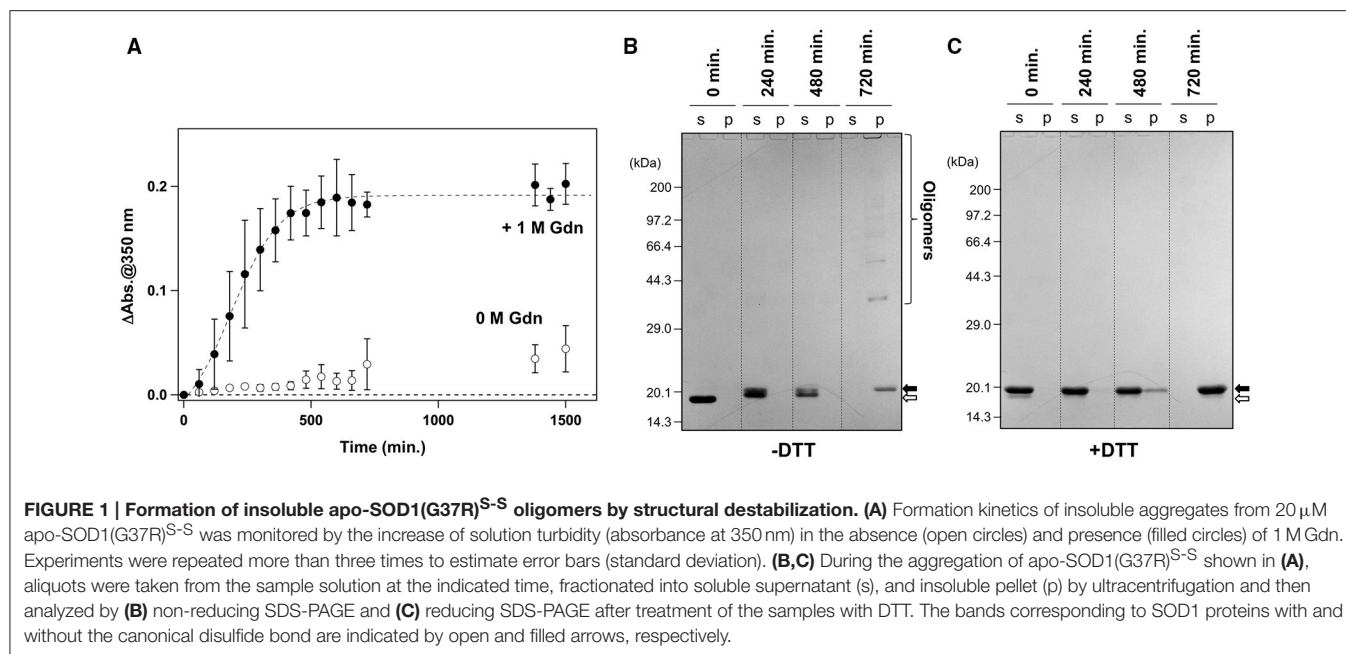 A
ΔAbs.@350 nm
0.2
0.1
0.0
+ 1 M Gdn
0 M Gdn
0
500
1000
1500
Time (min.)
B
0 min.
240 min.
480 min.
720 min.
s p s p s p s p
(kDa)
200
97.2
66.4
44.3
29.0
20.1
14.3
Oligomers
-DTT
C
0 min.
240 min.
480 min.
720 min.
s p s p s p s p
(kDa)
200
97.2
66.4
44.3
29.0
20.1
14.3
+DTT
FIGURE 1 | Formation of insoluble apo-SOD1(G37R)S-S oligomers by structural destabilization. (A) Formation kinetics of insoluble aggregates from 20 μM
apo-SOD1(G37R)S-S was monitored by the increase of solution turbidity (absorbance at 350 nm) in the absence (open circles) and presence (filled circles) of 1 M Gdn.
Experiments were repeated more than three times to estimate error bars (standard deviation). (B,C) During the aggregation of apo-SOD1(G37R)S-S shown in (A),
aliquots were taken from the sample solution at the indicated time, fractionated into soluble supernatant (s), and insoluble pellet (p) by ultracentrifugation and then
analyzed by (B) non-reducing SDS-PAGE and (C) reducing SDS-PAGE after treatment of the samples with DTT. The bands corresponding to SOD1 proteins with and
without the canonical disulfide bond are indicated by open and filled arrows, respectively.